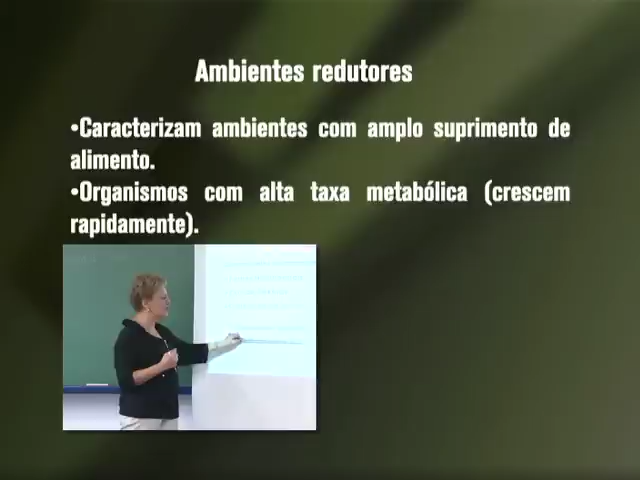 Ambientes redutores
•Caracterizam ambientes com amplo suprimento de
alimento.
•Organismos com alta taxa metabólica (crescem
rapidamente).